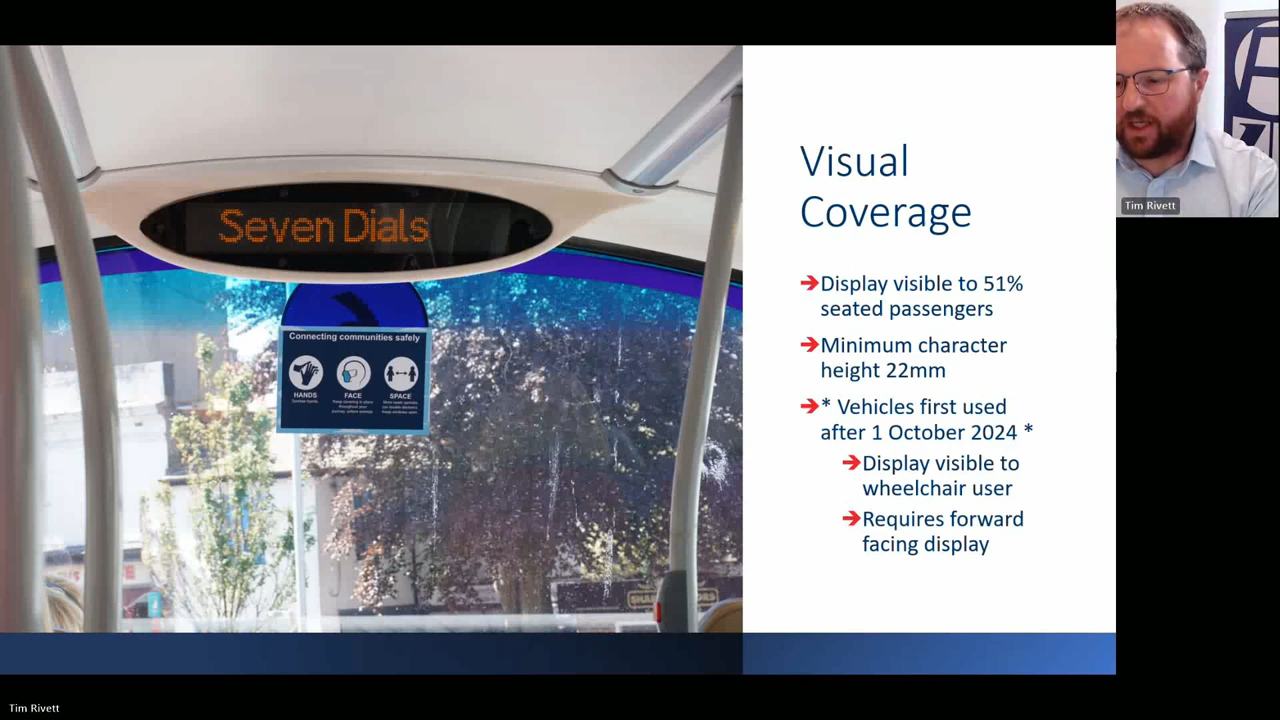 Seven Dials
Connecting communities safely
HANDS
FACE
SPACE
Visual
Coverage
Display visible to 51%
seated passengers
Minimum character
height 22mm
* Vehicles first used
after 1 October 2024 *
Display visible to
wheelchair user
Requires forward
facing display
Tim Rivett
Tim Rivett